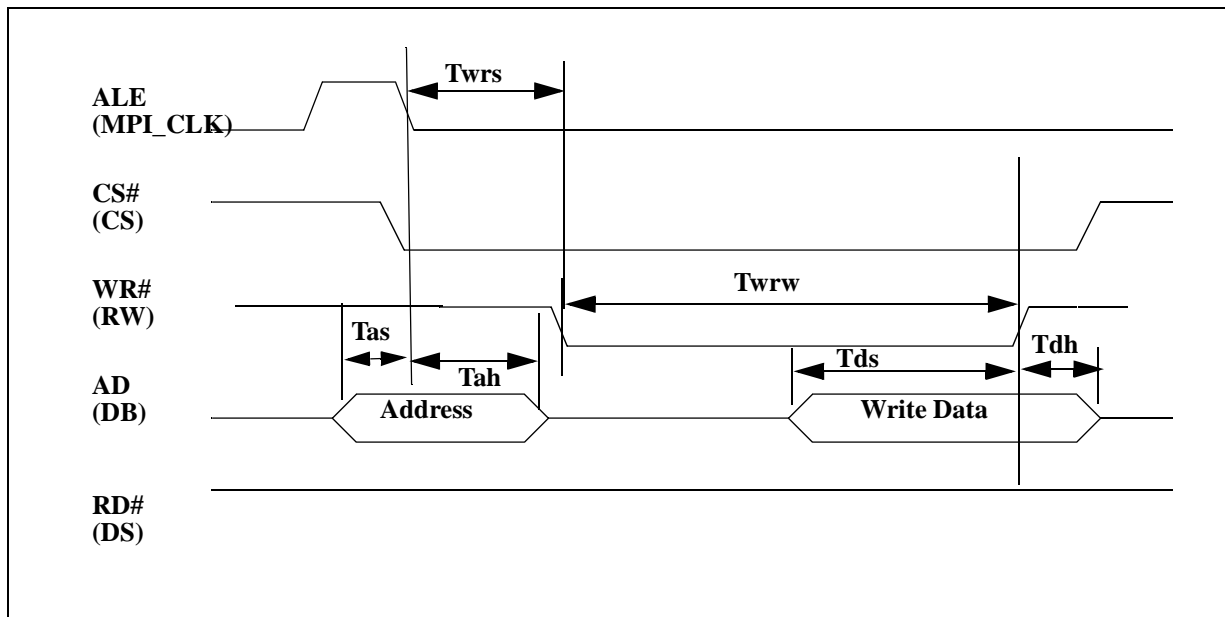 Twrs
ALE
(MPI_CLK)
CS#
(CS)
WR#
(RW)
Twrw
Tas
Tah
Tds
Tdh
AD
(DB)
Address
Write Data
RD#
(DS)